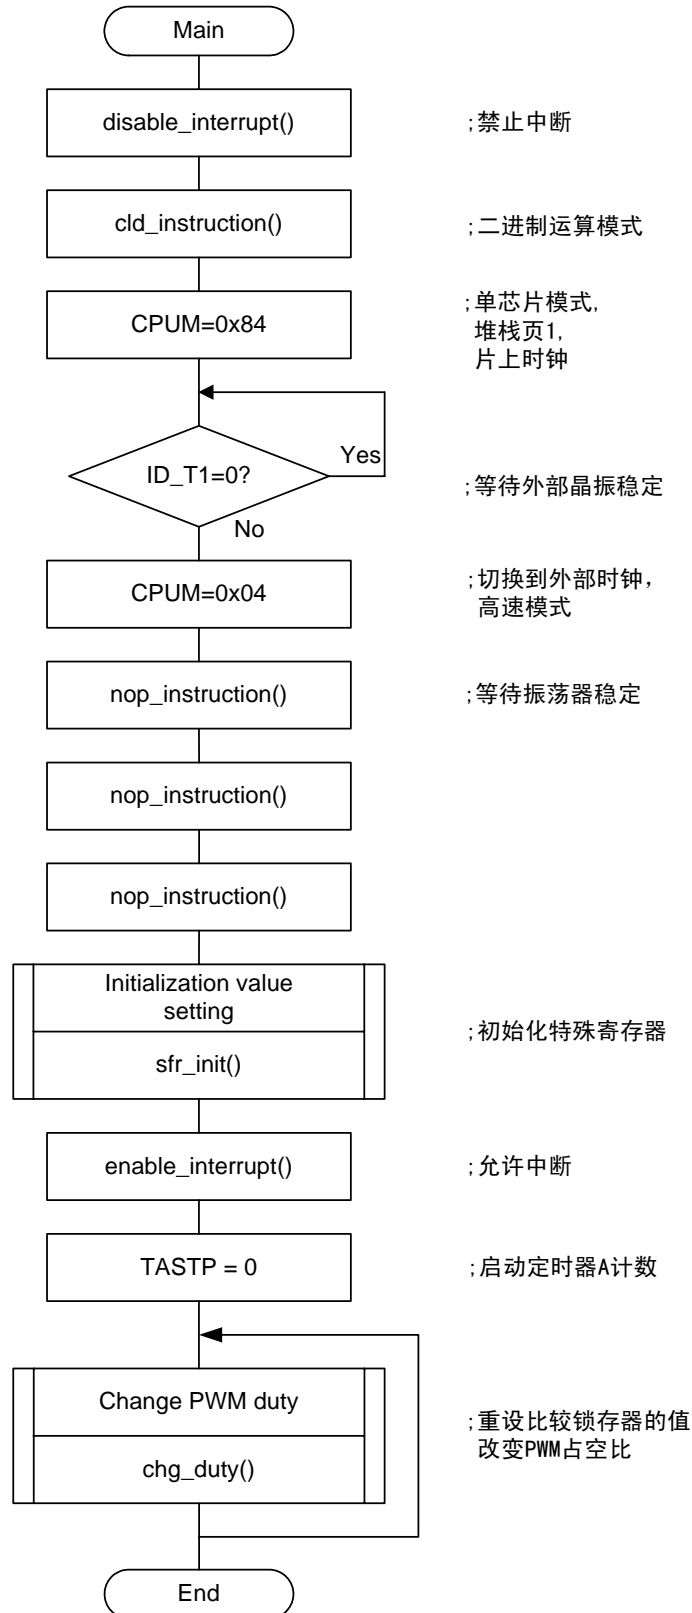 Main
disable_interrupt()
;禁止中断
cld_instruction()
;二进制运算模式
CPUM=0x84
;单芯片模式,
堆栈页1,
片上时钟
Yes
ID_T1=0?
;等待外部晶振稳定
No
CPUM=0x04
;切换到外部时钟，
高速模式
nop_instruction()
;等待振荡器稳定
nop_instruction()
nop_instruction()
Initialization value
setting
sfr_init()
;初始化特殊寄存器
enable_interrupt()
;允许中断
TASTP = 0
;启动定时器A计数
Change PWM duty
chg_duty()
;重设比较锁存器的值
改变PWM占空比
End